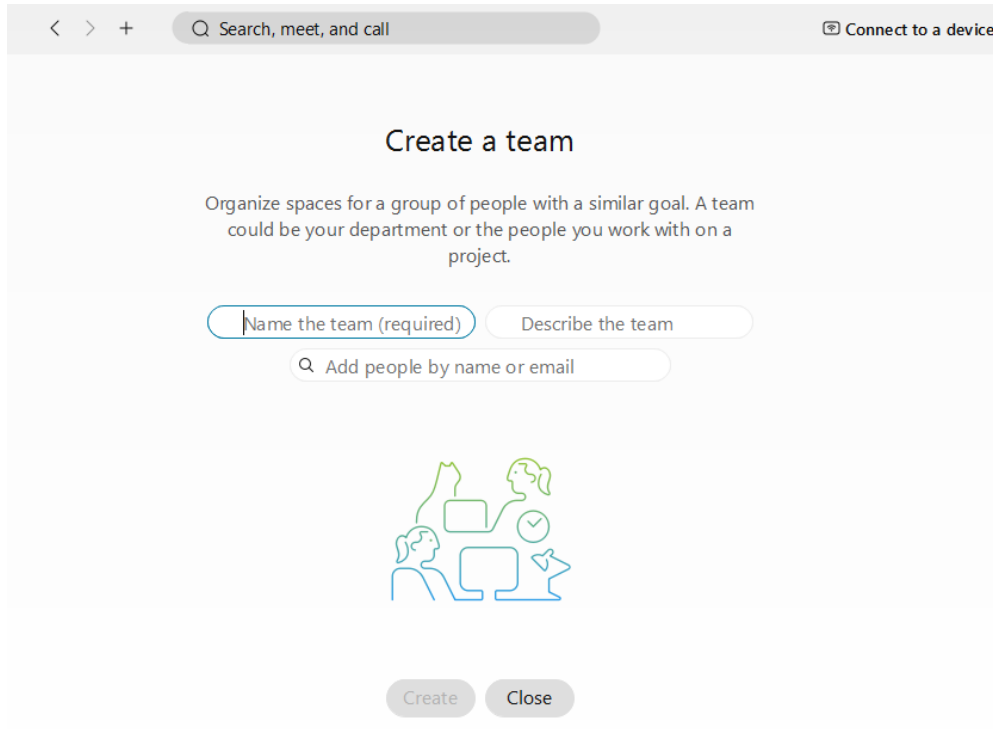 Search, meet, and call
Connect to a device
Create a team
Organize spaces for a group of people with a similar goal. A team
could be your department or the people you work with on a
project.
Name the team (required)
Describe the team
Add people by name or email
Create
Close